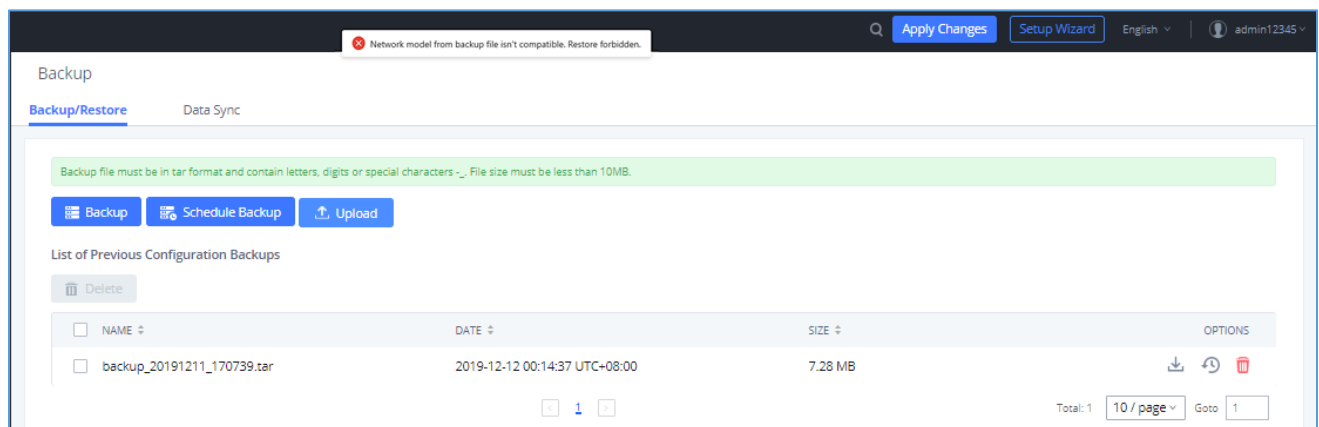 Network model from backup file isn't compatible. Restore forbidden.
Apply Changes
Setup Wizard
English
admin12345
Backup
Backup/Restore
Data Sync
Backup file must be in tar format and contain letters, digits or special characters -_. File size must be less than 10MB.
Backup
Schedule Backup
Upload
List of Previous Configuration Backups
Delete
NAME DATE SIZE OPTIONS
backup_20191211_170739.tar 2019-12-12 00:14:37 UTC+08:00 7.28 MB
< 1 > Total: 1 10 / page Goto 1